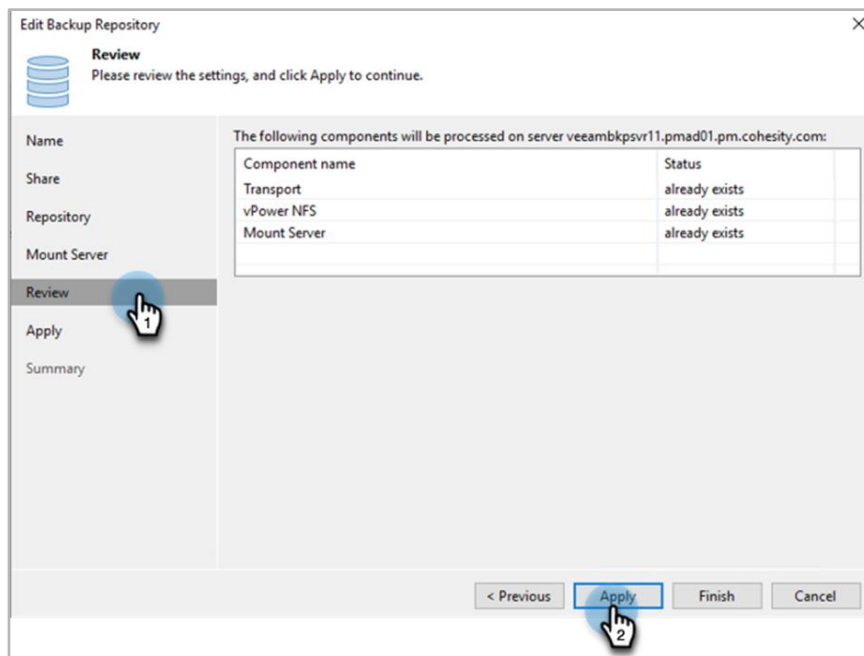 Edit Backup Repository
Review
Please review the settings, and click Apply to continue.
Name
Share
Repository
Mount Server
Review
Apply
Summary
The following components will be processed on server veeambkpsvr11.pmad01.pm.cohesity.com:
Component name Status
Transport already exists
vPower NFS already exists
Mount Server already exists
1
< Previous Apply Finish Cancel
2